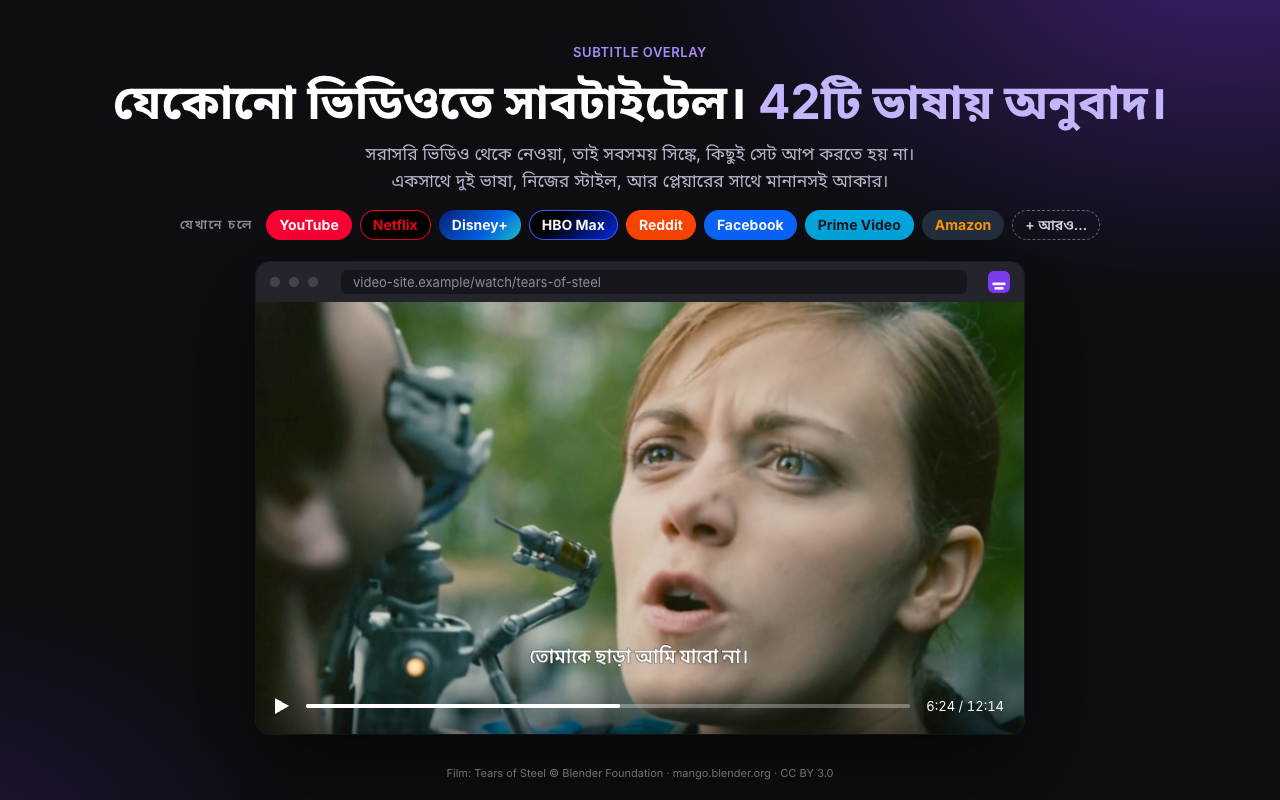 SUBTITLE OVERLAY
যেকোনো ভিডিওতে সাবটাইটেল। 42টি ভাষায় অনুবাদ।
সরাসরি ভিডিও থেকে নেওয়া, তাই সবসময় সিঙ্কে, কিছুই সেট আপ করতে হয় না।
একসাথে দুই ভাষা, নিজের স্টাইল, আর প্লেয়ারের সাথে মানানসই আকার।
যেখানে চলে YouTube Netflix Disney+ HBO Max Reddit Facebook Prime Video Amazon + আরও...
video-site.example/watch/tears-of-steel
তোমাকে ছাড়া আমি যাবো না।
6:24 / 12:14
Film: Tears of Steel © Blender Foundation · mango.blender.org · CC BY 3.0